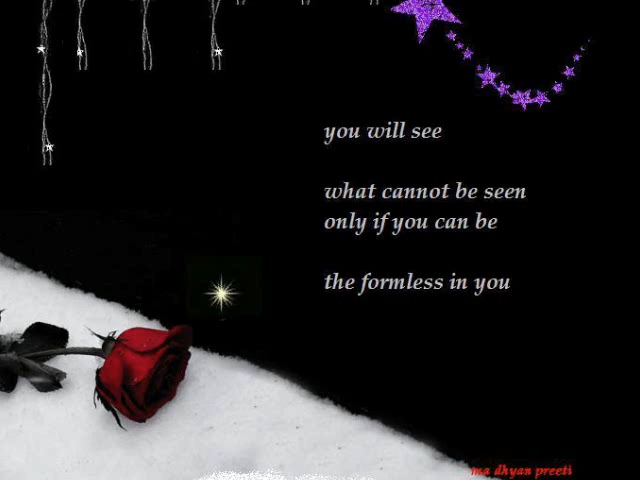 you will see
what cannot be seen
only if you can be
the formless in you
ma dhyan preeti